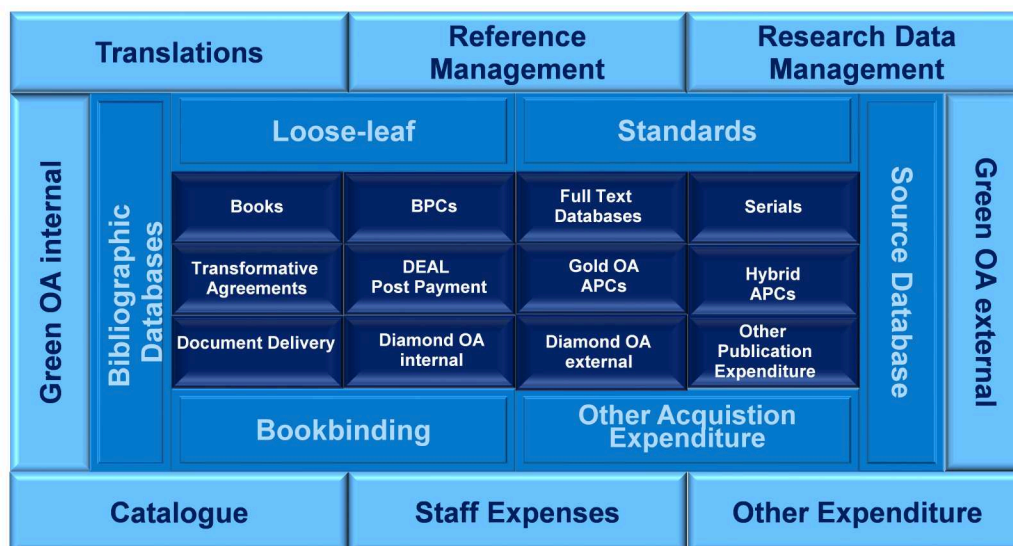 Translations
Reference
Management
Research Data
Management
Green OA internal
Bibliographic
Databases
Loose-leaf
Standards
Source Database
Green OA external
Books
BPCs
Full Text
Databases
Serials
Transformative
Agreements
DEAL
Post Payment
Gold OA
APCs
Hybrid
APCs
Document Delivery
Diamond OA
internal
Diamond OA
external
Other
Publication
Expenditure
Bookbinding
Other Acquistion
Expenditure
Catalogue
Staff Expenses
Other Expenditure